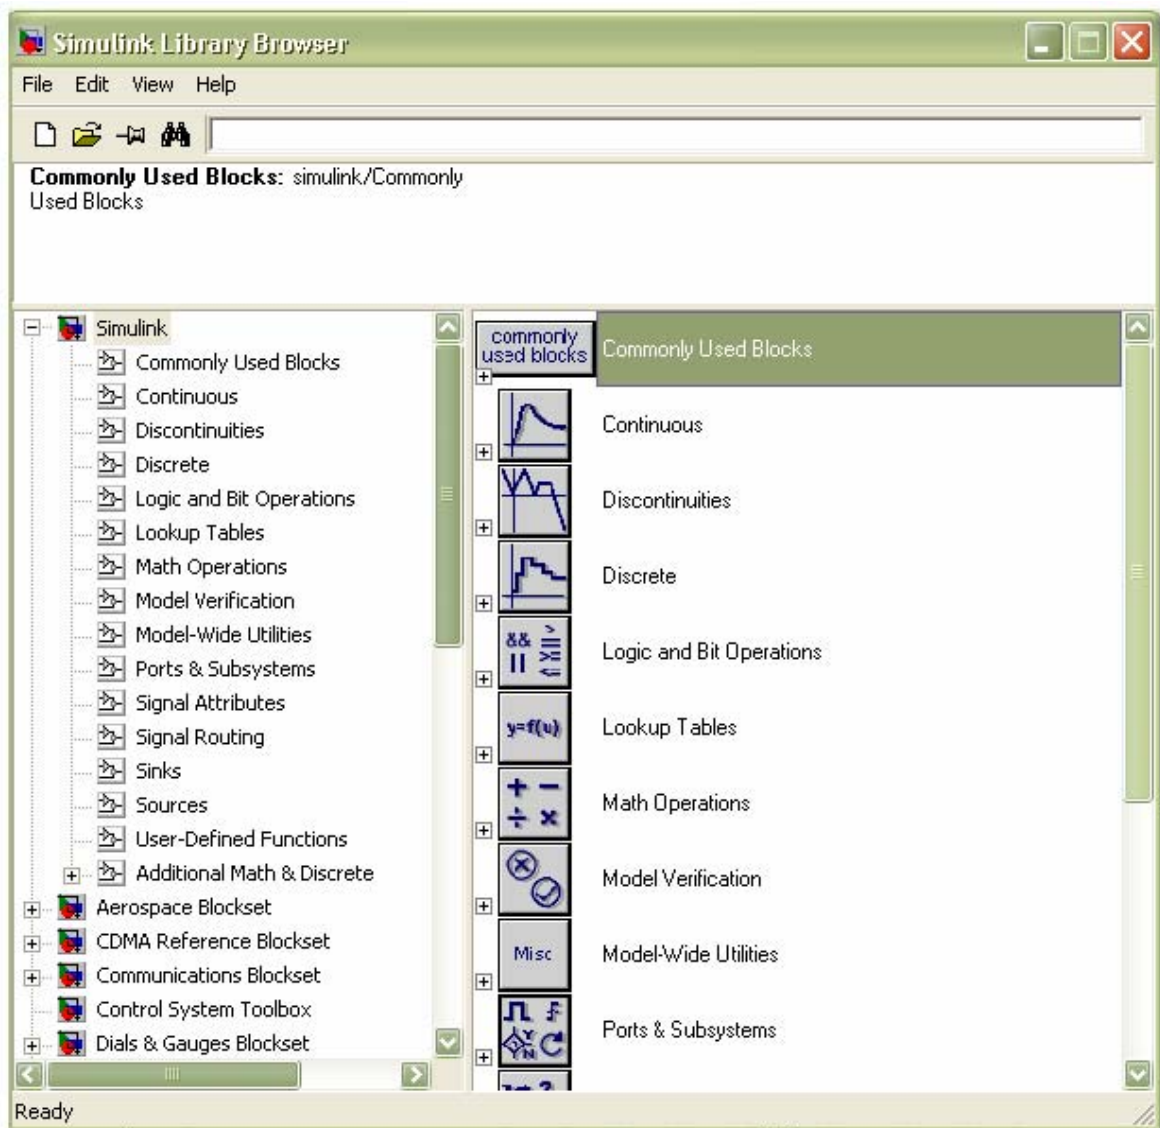 Simulink Library Browser
File Edit View Help
Commonly Used Blocks: simulink/Commonly
Used Blocks
Simulink
Commonly Used Blocks
Continuous
Discontinuities
Discrete
Logic and Bit Operations
Lookup Tables
Math Operations
Model Verification
Model-Wide Utilities
Ports & Subsystems
Signal Attributes
Signal Routing
Sinks
Sources
User-Defined Functions
Additional Math & Discrete
Aerospace Blockset
CDMA Reference Blockset
Communications Blockset
Control System Toolbox
Dials & Gauges Blockset
commonly
used blocks
Commonly Used Blocks
Continuous
Discontinuities
Discrete
&& > = >=
|| <=
Logic and Bit Operations
y=f(u)
Lookup Tables
+ −
÷ ×
Math Operations
Model Verification
Misc
Model-Wide Utilities
Y
N
Ports & Subsystems
Ready